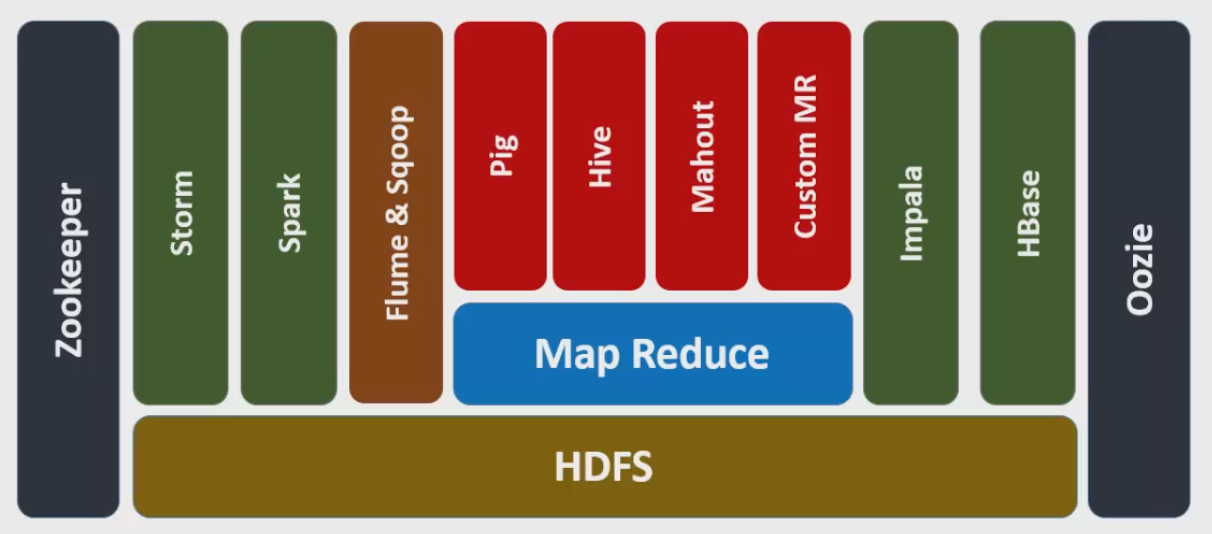 Zookeeper
Storm
Spark
Flume & Sqoop
Pig
Hive
Mahout
Custom MR
Impala
HBase
Oozie
Map Reduce
HDFS